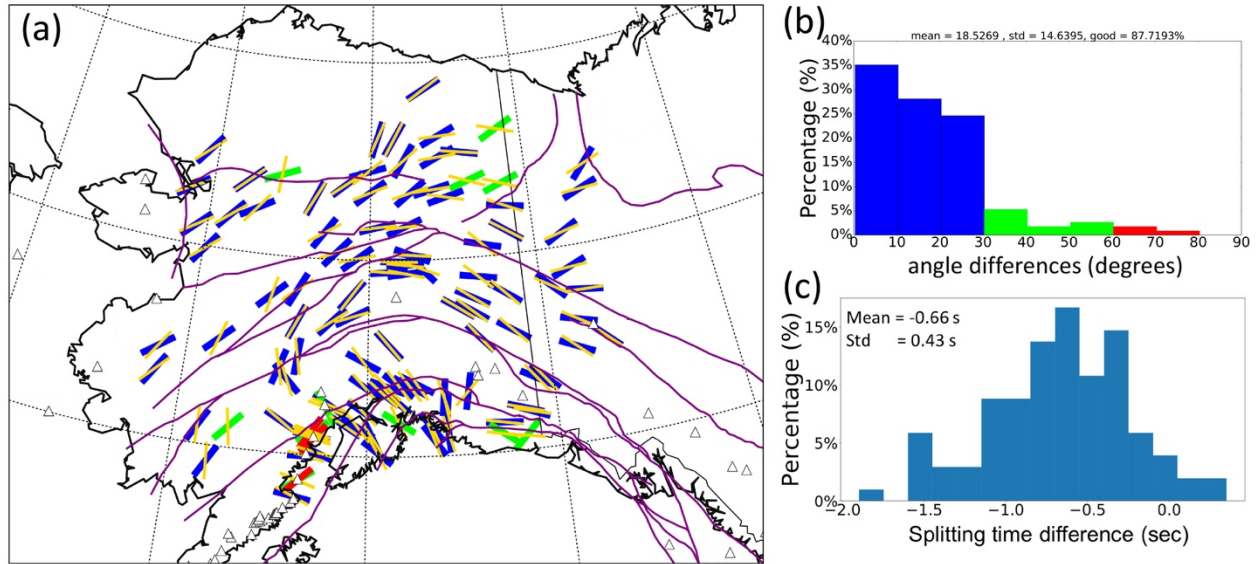 (a)
(b)
mean = 18.5269 , std = 14.6395, good = 87.7193%
Percentage (%)
40%
35%
30%
25%
20%
15%
10%
5%
0%
0 10 20 30 40 50 60 70 80 90
angle differences (degrees)
(c)
Mean = -0.66 s
Std = 0.43 s
Percentage (%)
15%
10%
5%
0%
−2.0 −1.5 −1.0 −0.5 0.0
Splitting time difference (sec)